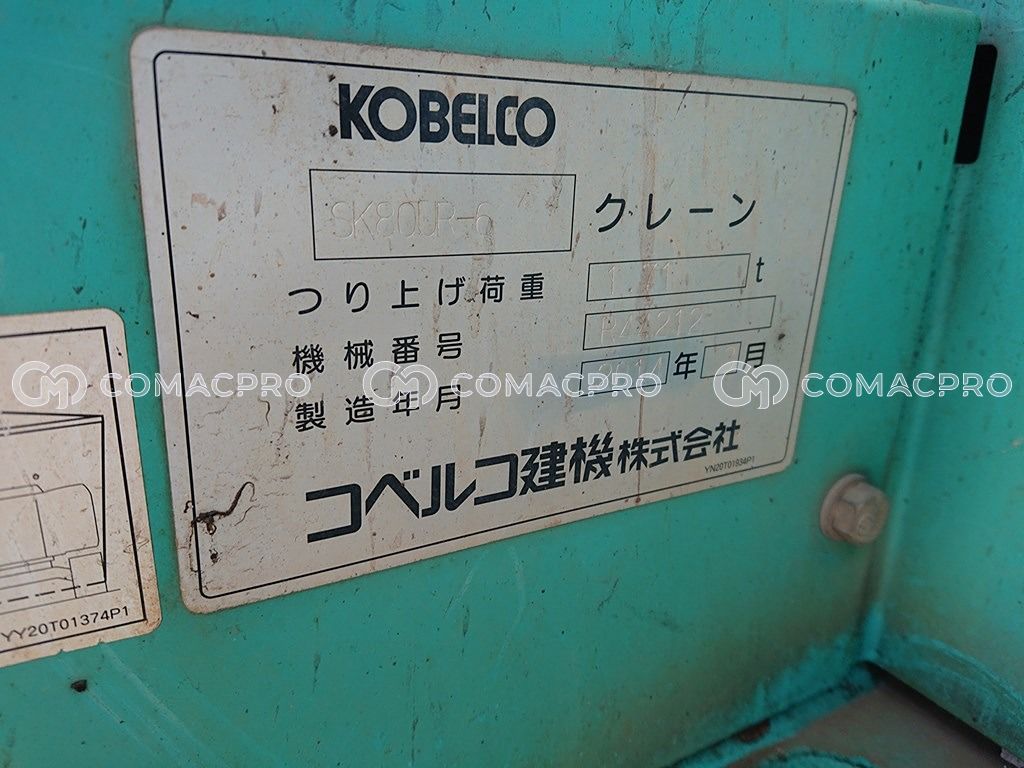 KOBELCO
SK80UR-6 クレーン
つり上げ荷重 t
機械番号
製造年月 年 月
コベルコ建機株式会社
YN20T01934P1
YY20T01374P1
COMACPRO COMACPRO COMACPRO